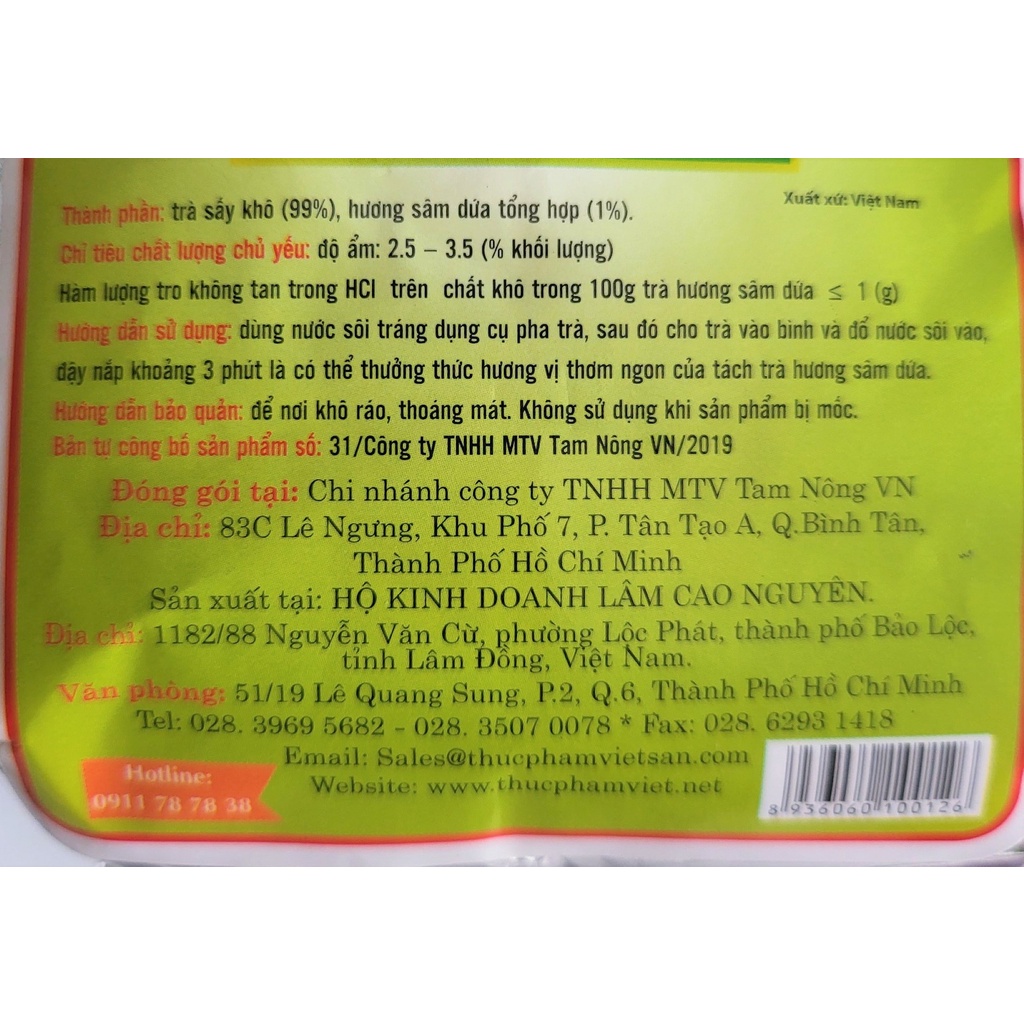 Xuất xứ: Việt Nam
Thành phần: trà sấy khô (99%), hương sâm dứa tổng hợp (1%).
Chỉ tiêu chất lượng chủ yếu: độ ẩm: 2.5 – 3.5 (% khối lượng)
Hàm lượng tro không tan trong HCl trên chất khô trong 100g trà hương sâm dứa ≤ 1 (g)
Hướng dẫn sử dụng: dùng nước sôi tráng dụng cụ pha trà, sau đó cho trà vào bình và đổ nước sôi vào,
đậy nắp khoảng 3 phút là có thể thưởng thức hương vị thơm ngon của tách trà hương sâm dứa.
Hướng dẫn bảo quản: để nơi khô ráo, thoáng mát. Không sử dụng khi sản phẩm bị mốc.
Bản tự công bố sản phẩm số: 31/Công ty TNHH MTV Tam Nông VN/2019
Đóng gói tại: Chi nhánh công ty TNHH MTV Tam Nông VN
Địa chỉ: 83C Lê Ngưng, Khu Phố 7, P. Tân Tạo A, Q.Bình Tân,
Thành Phố Hồ Chí Minh
Sản xuất tại: HỘ KINH DOANH LÂM CAO NGUYÊN.
Địa chỉ: 1182/88 Nguyễn Văn Cừ, phường Lộc Phát, thành phố Bảo Lộc,
tỉnh Lâm Đồng, Việt Nam.
Văn phòng: 51/19 Lê Quang Sung, P.2, Q.6, Thành Phố Hồ Chí Minh
Tel: 028. 3969 5682 - 028. 3507 0078 * Fax: 028. 6293 1418
Email: Sales@thucphamvietsan.com
Website: www.thucphamviet.net
Hotline:
0911 78 78 38
8 936060 100126